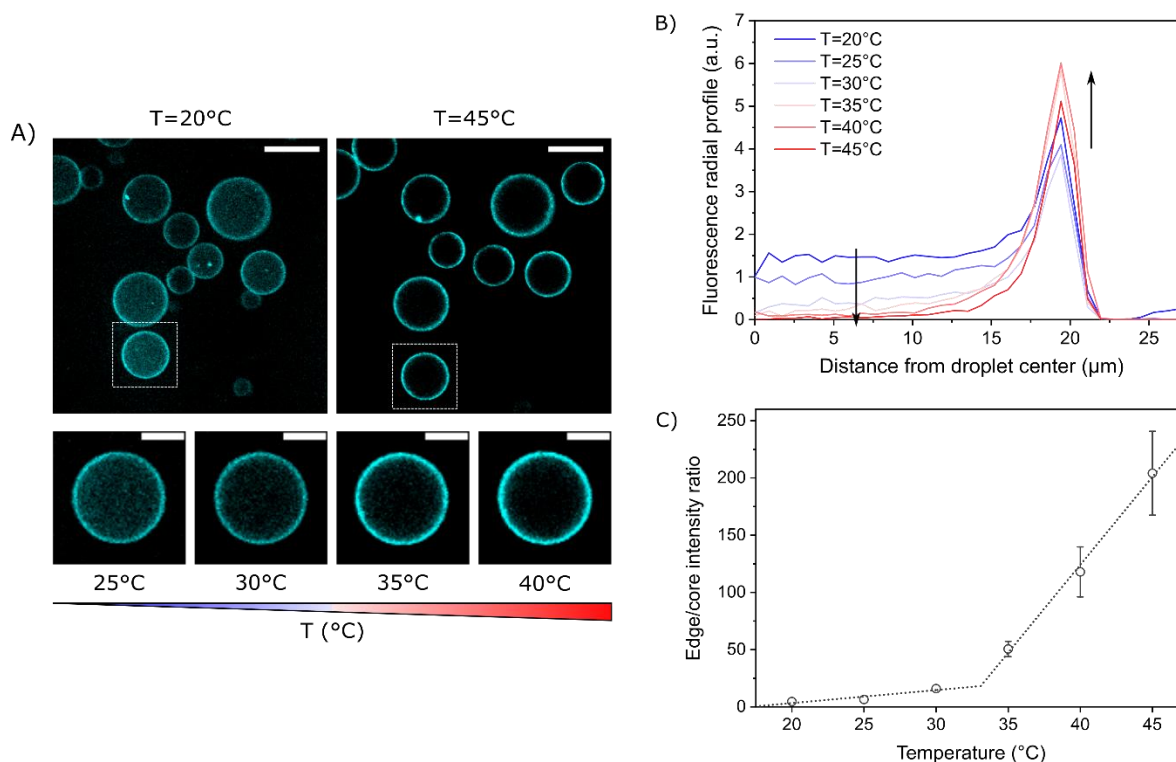 A)
T=20°C
T=45°C
25°C
30°C
35°C
40°C
T (°C)
B)
Fluorescence radial profile (a.u.)
7
6
5
4
3
2
1
0
T=20°C
T=25°C
T=30°C
T=35°C
T=40°C
T=45°C
0
5
10
15
20
25
Distance from droplet center (µm)
C)
Edge/core intensity ratio
250
200
150
100
50
0
20
25
30
35
40
45
Temperature (°C)